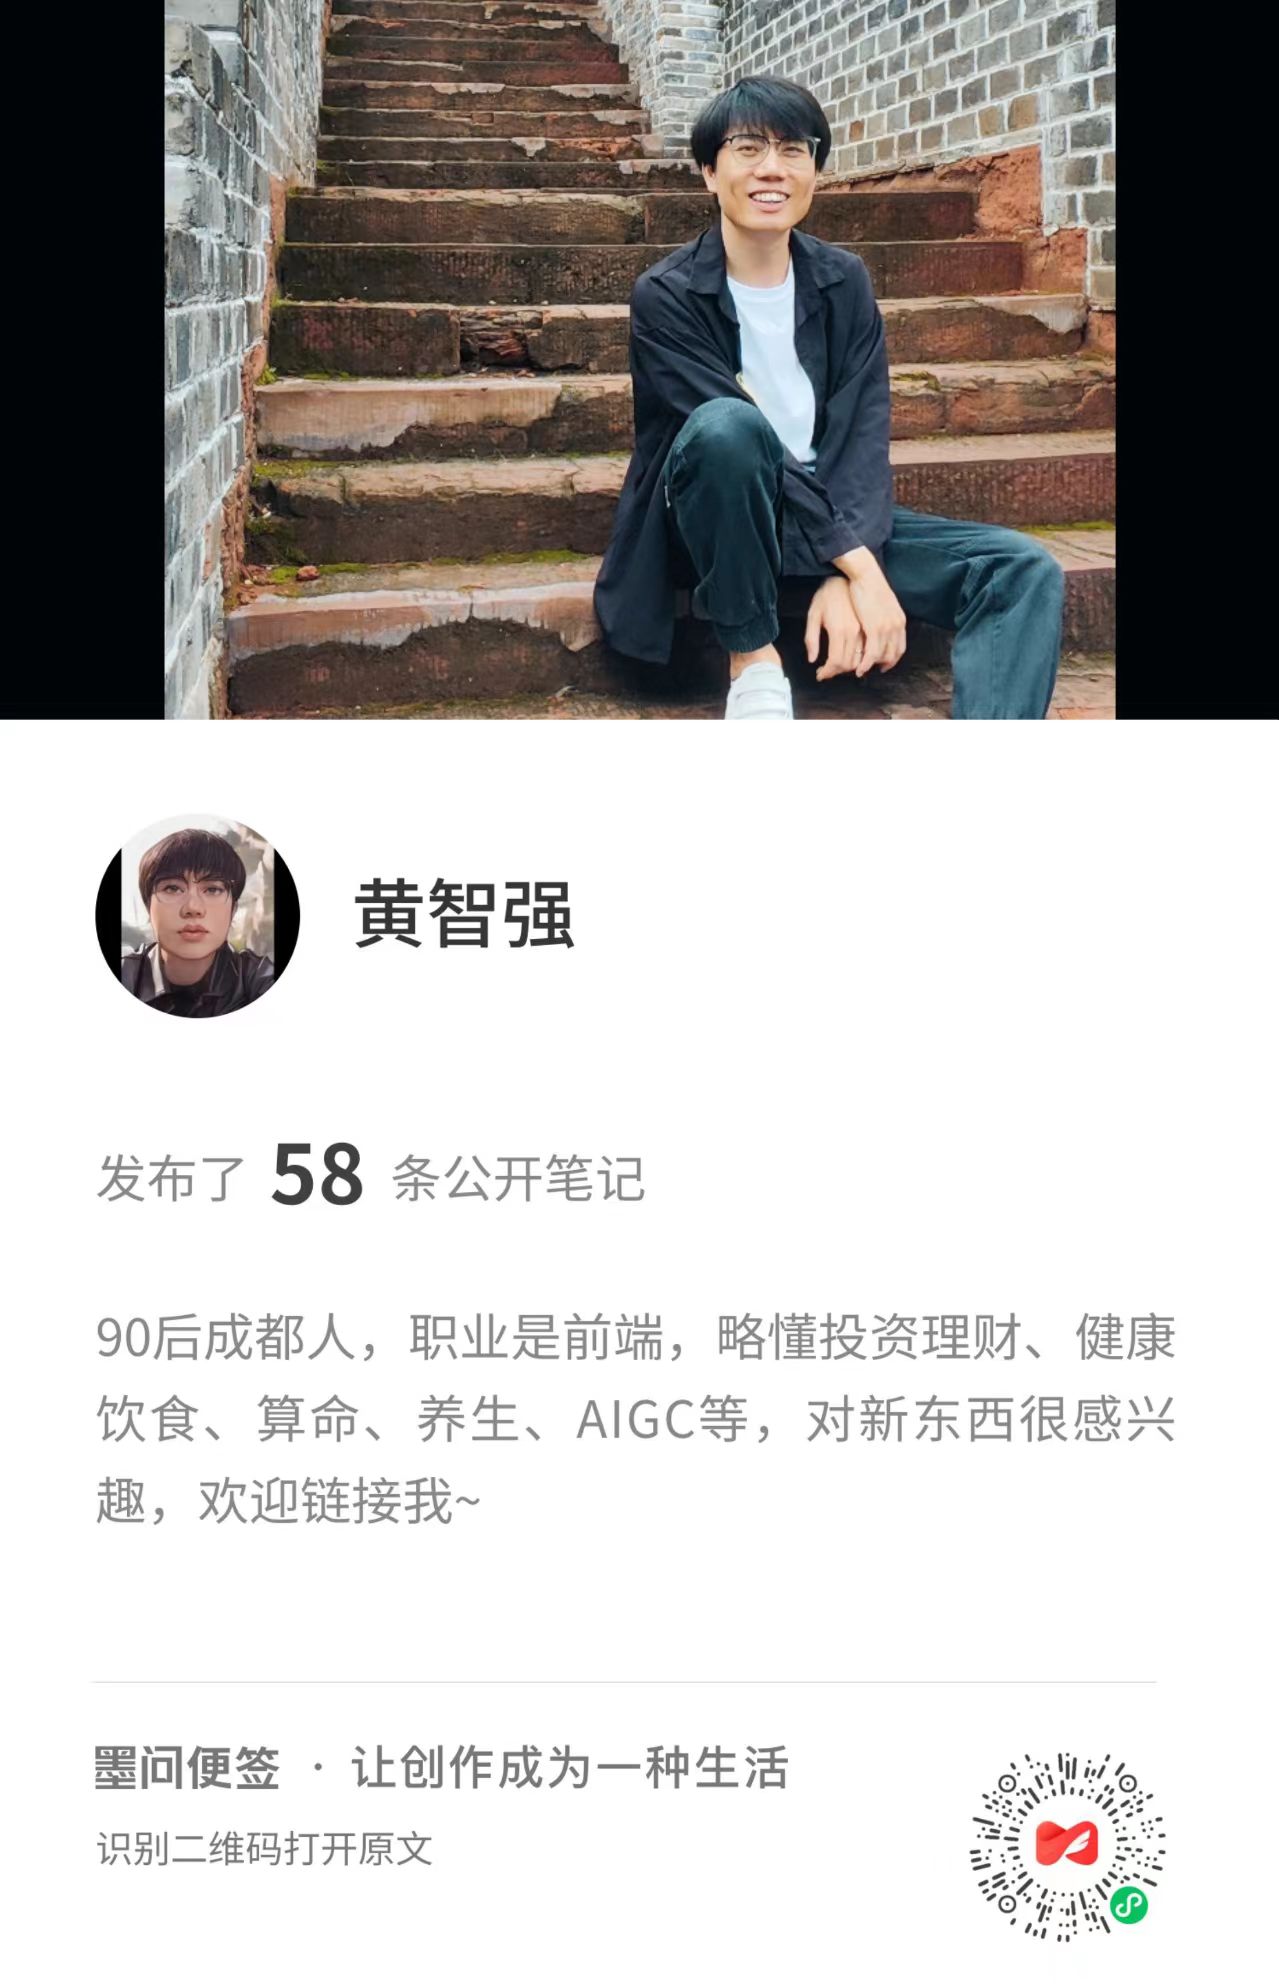 黄智强
发布了 58 条公开笔记
90后成都人，职业是前端，略懂投资理财、健康
饮食、算命、养生、AIGC等，对新东西很感兴
趣，欢迎链接我~
墨问便签 · 让创作成为一种生活
识别二维码打开原文